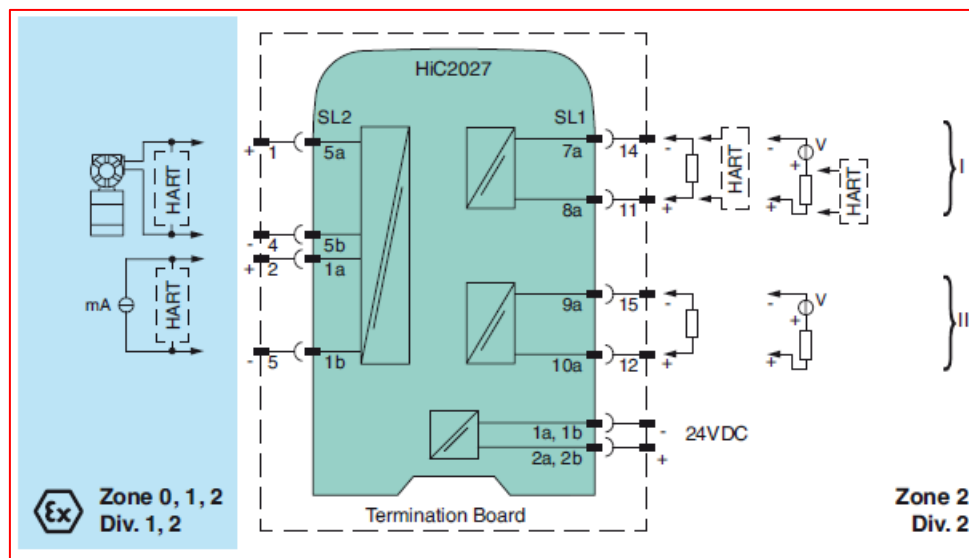 HiC2027
SL2
SL1
+ 1 5a
7a 14 -
HART
HART
- V
+
HART
I
8a 11 +
+
- 4 5b
+ 2 1a
mA
HART
9a 15 -
- V
+
II
- 5 1b
10a 12 +
+
1a, 1b - 24VDC
2a, 2b +
Ex
Zone 0, 1, 2
Div. 1, 2
Termination Board
Zone 2
Div. 2